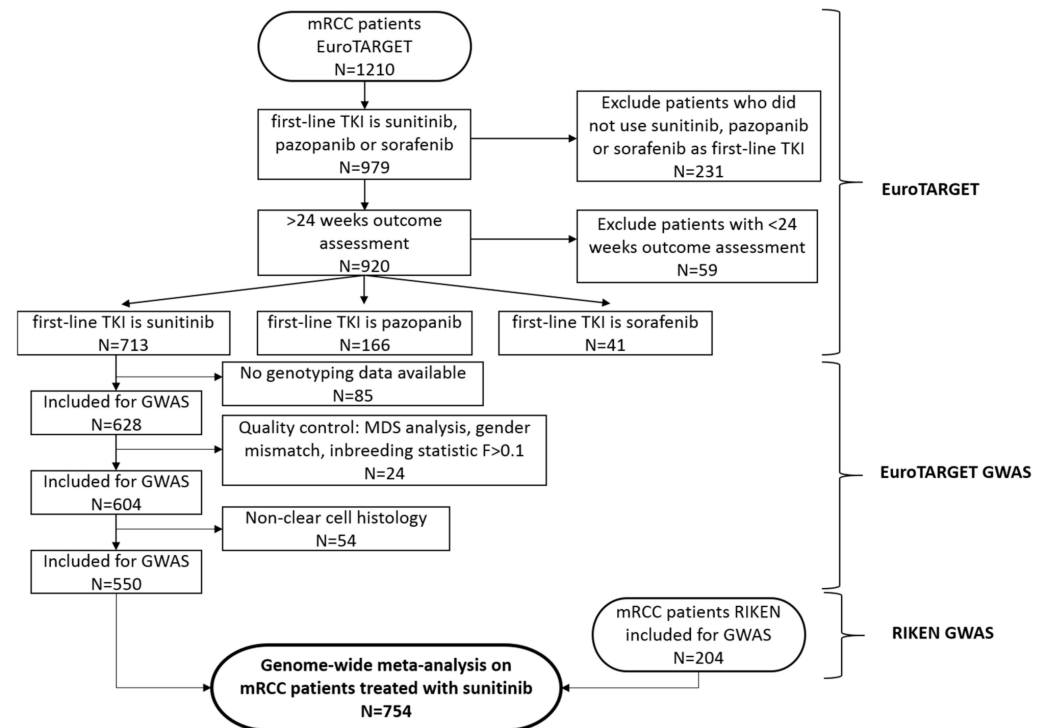 mRCC patients
EuroTARGET
N=1210
first-line TKI is sunitinib,
pazopanib or sorafenib
N=979
Exclude patients who did
not use sunitinib, pazopanib
or sorafenib as first-line TKI
N=231
EuroTARGET
>24 weeks outcome
assessment
N=920
Exclude patients with <24
weeks outcome assessment
N=59
first-line TKI is sunitinib
N=713
first-line TKI is pazopanib
N=166
first-line TKI is sorafenib
N=41
No genotyping data available
N=85
Included for GWAS
N=628
Quality control: MDS analysis, gender
mismatch, inbreeding statistic F>0.1
N=24
EuroTARGET GWAS
Included for GWAS
N=604
Non-clear cell histology
N=54
Included for GWAS
N=550
mRCC patients RIKEN
included for GWAS
N=204
RIKEN GWAS
Genome-wide meta-analysis on
mRCC patients treated with sunitinib
N=754